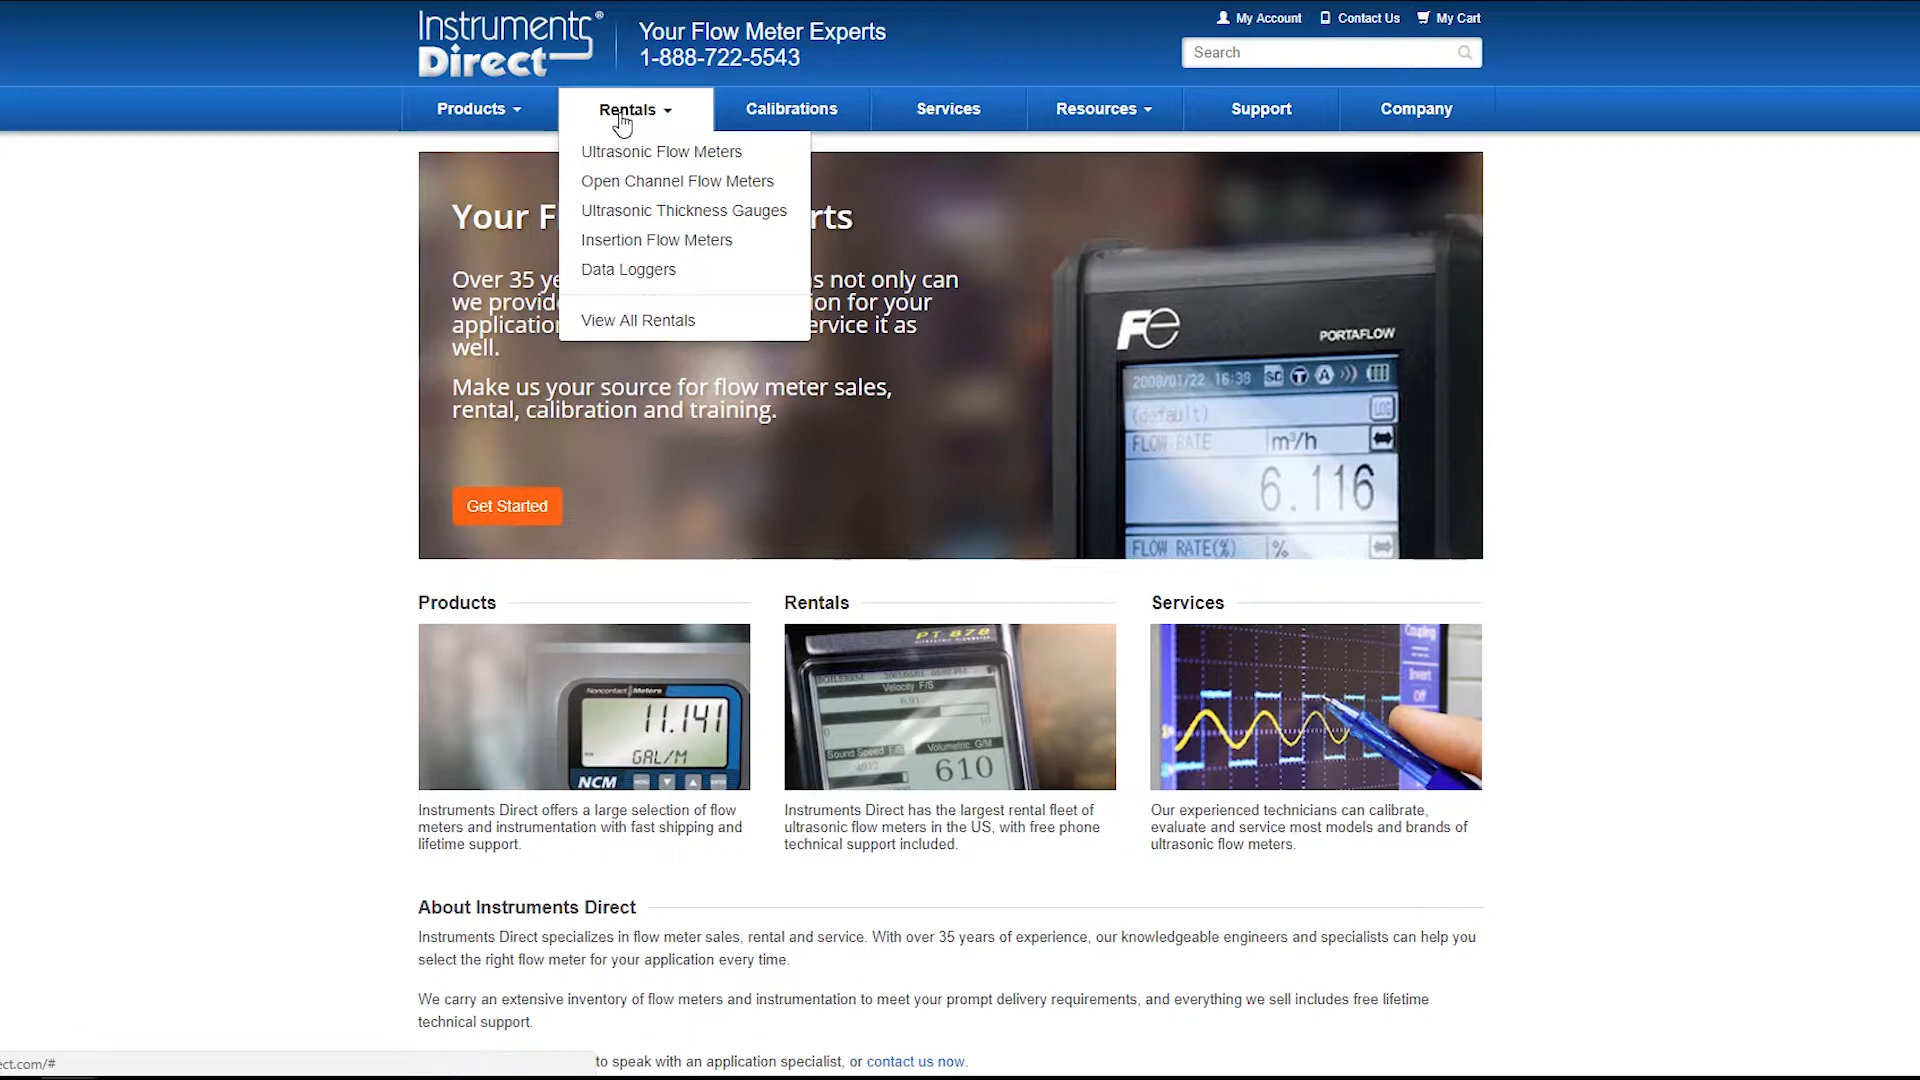 Instruments®
Direct
Your Flow Meter Experts
1-888-722-5543
My Account
Contact Us
My Cart
Search
Products
Rentals
Calibrations
Services
Resources
Support
Company
Ultrasonic Flow Meters
Open Channel Flow Meters
Ultrasonic Thickness Gauges
Insertion Flow Meters
Data Loggers
View All Rentals
Your F rts
Over 35 ye s not only can
we provide ion for your
application ervice it as
well.
Make us your source for flow meter sales,
rental, calibration and training.
Get Started
Fe
PORTAFLOW
2008/01/22 16:38
(default)
LOG
FLOW RATE m³/h
6.116
FLOW RATE(%) %
Products
Rentals
Services
Noncontact Meters
11.141
GAL/M
NCM
PT 878
Velocity F/S
6.91
0 10
Sound Speed F/S
Volumetric G/M
4912
610
Coupling
Invert
Off
Instruments Direct offers a large selection of flow
meters and instrumentation with fast shipping and
lifetime support.
Instruments Direct has the largest rental fleet of
ultrasonic flow meters in the US, with free phone
technical support included.
Our experienced technicians can calibrate,
evaluate and service most models and brands of
ultrasonic flow meters.
About Instruments Direct
Instruments Direct specializes in flow meter sales, rental and service. With over 35 years of experience, our knowledgeable engineers and specialists can help you
select the right flow meter for your application every time.
We carry an extensive inventory of flow meters and instrumentation to meet your prompt delivery requirements, and everything we sell includes free lifetime
technical support.
to speak with an application specialist, or contact us now.
ect.com/#